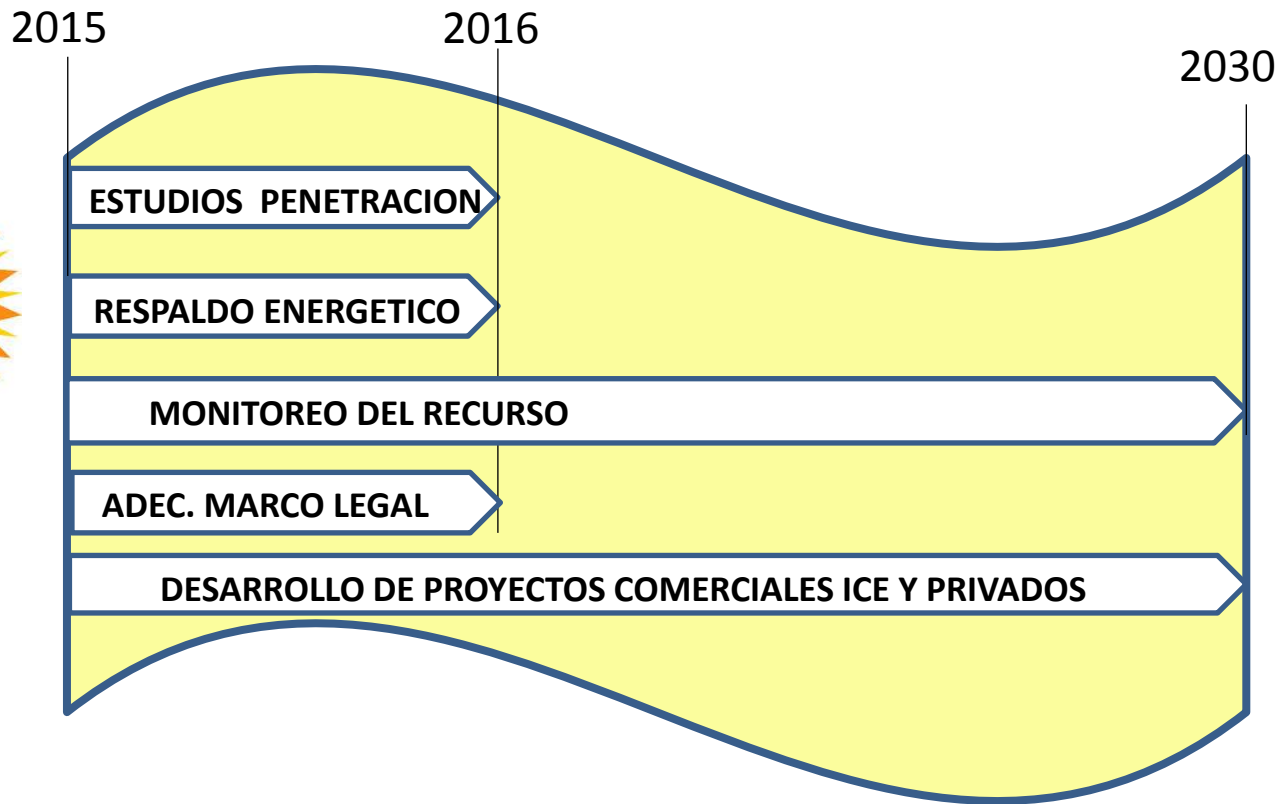 2015
2016
2030
ESTUDIOS PENETRACION
RESPALDO ENERGETICO
MONITOREO DEL RECURSO
ADEC. MARCO LEGAL
DESARROLLO DE PROYECTOS COMERCIALES ICE Y PRIVADOS